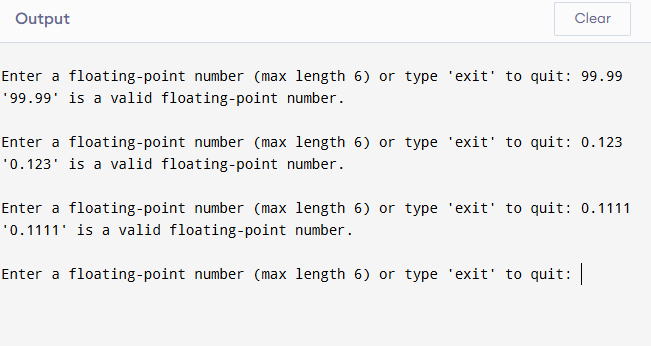 Output
Clear
Enter a floating-point number (max length 6) or type 'exit' to quit: 99.99
'99.99' is a valid floating-point number.
Enter a floating-point number (max length 6) or type 'exit' to quit: 0.123
'0.123' is a valid floating-point number.
Enter a floating-point number (max length 6) or type 'exit' to quit: 0.1111
'0.1111' is a valid floating-point number.
Enter a floating-point number (max length 6) or type 'exit' to quit: